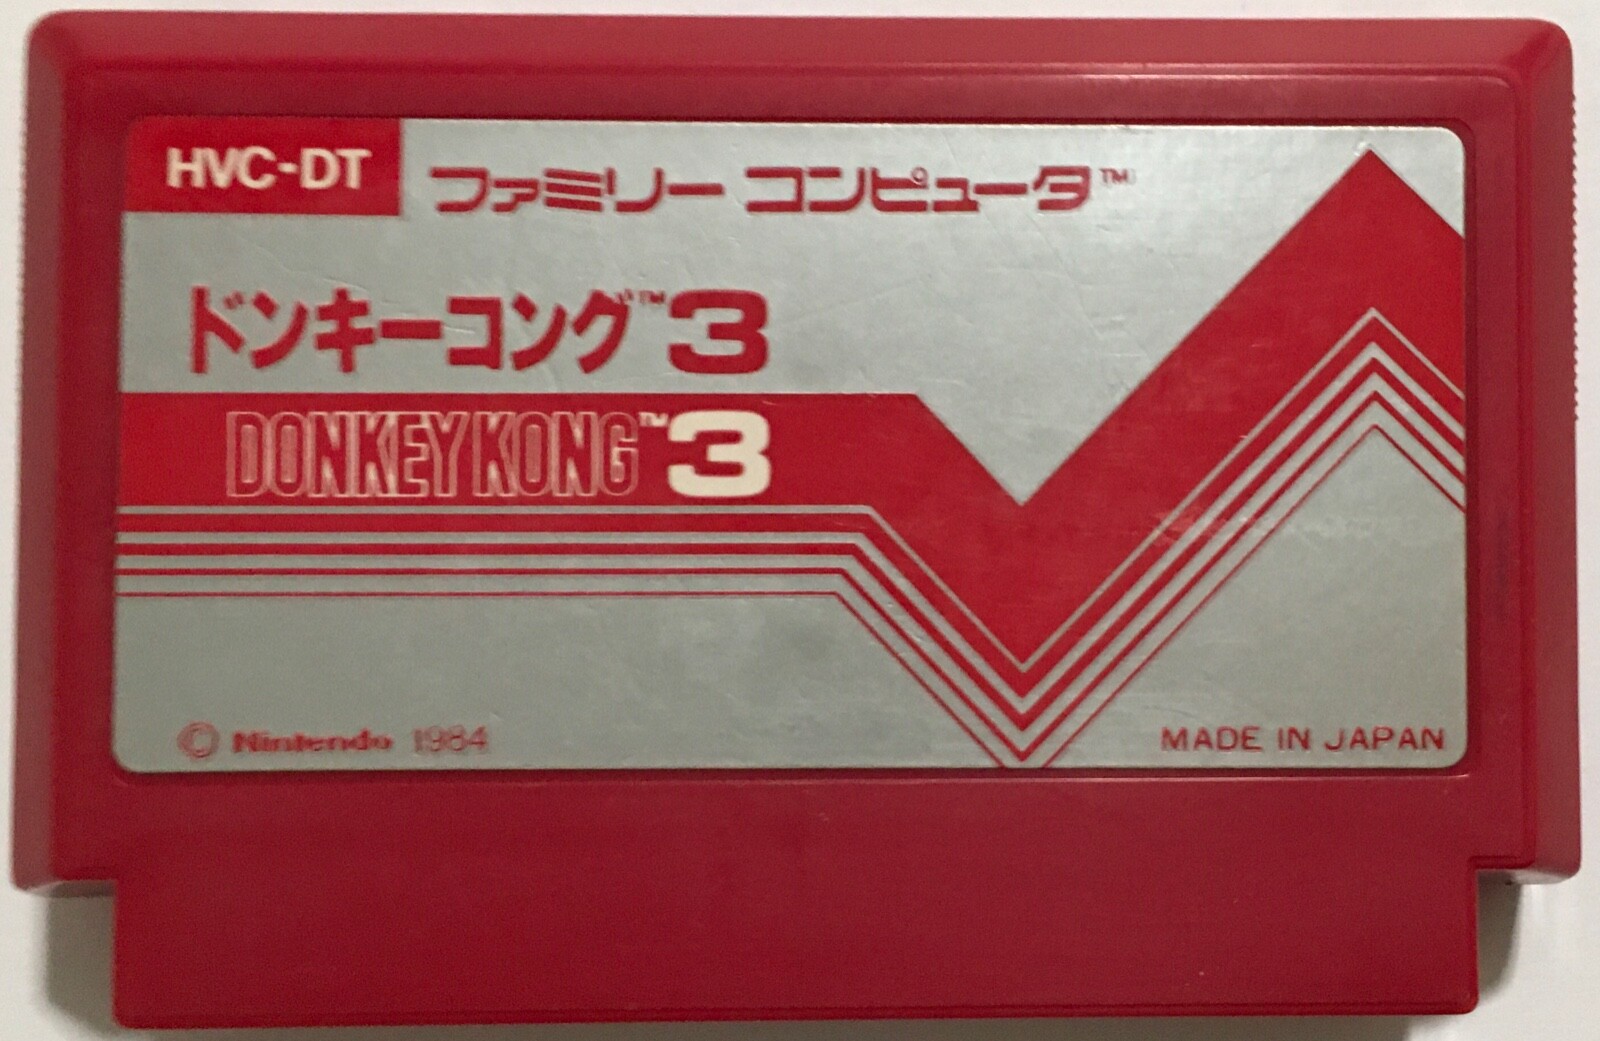 HVC-DT
ファミリー コンピュータ™
ドンキーコング™3
DONKEY KONG™3
© Nintendo 1984
MADE IN JAPAN